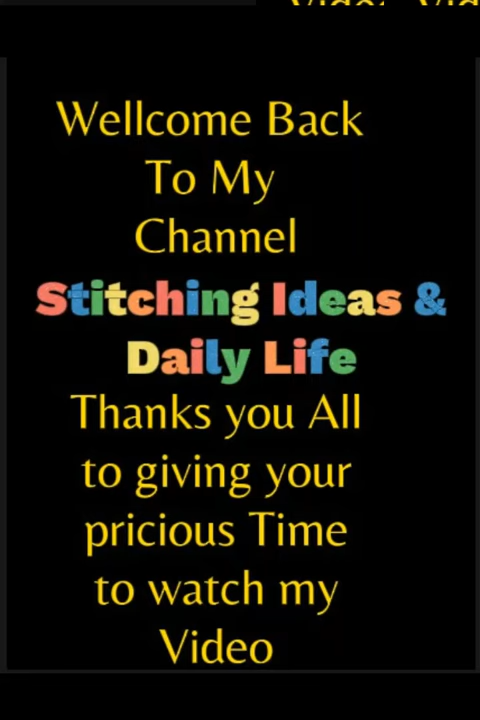 Wellcome Back
To My
Channel
Stitching Ideas &
Daily Life
Thanks you All
to giving your
pricious Time
to watch my
Video